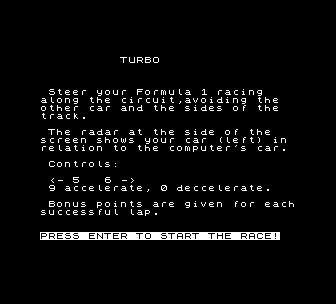 TURBO
Steer your Formula 1 racing
along the circuit,avoiding the
other car and the sides of the
track.
The radar at the side of the
screen shows your car (left) in
relation to the computer's car.
Controls:
<- 5   6 ->
9 accelerate, 0 deccelerate.
Bonus points are given for each
successful lap.
PRESS ENTER TO START THE RACE!